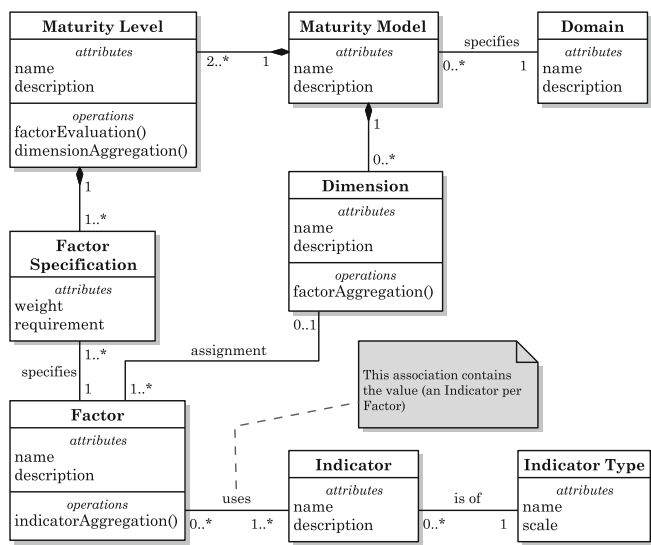 Maturity Level
attributes
name
description
operations
factorEvaluation()
dimensionAggregation()
2..*
1
Maturity Model
attributes
name
description
specifies
0..*
1
Domain
attributes
name
description
1
0..*
1
1..*
Dimension
attributes
name
description
operations
factorAggregation()
Factor
Specification
attributes
weight
requirement
0..1
assignment
1..*
1..*
specifies
1
This association contains
the value (an Indicator per
Factor)
Factor
attributes
name
description
operations
indicatorAggregation()
uses
0..*
1..*
Indicator
attributes
name
description
is of
0..*
1
Indicator Type
attributes
name
scale